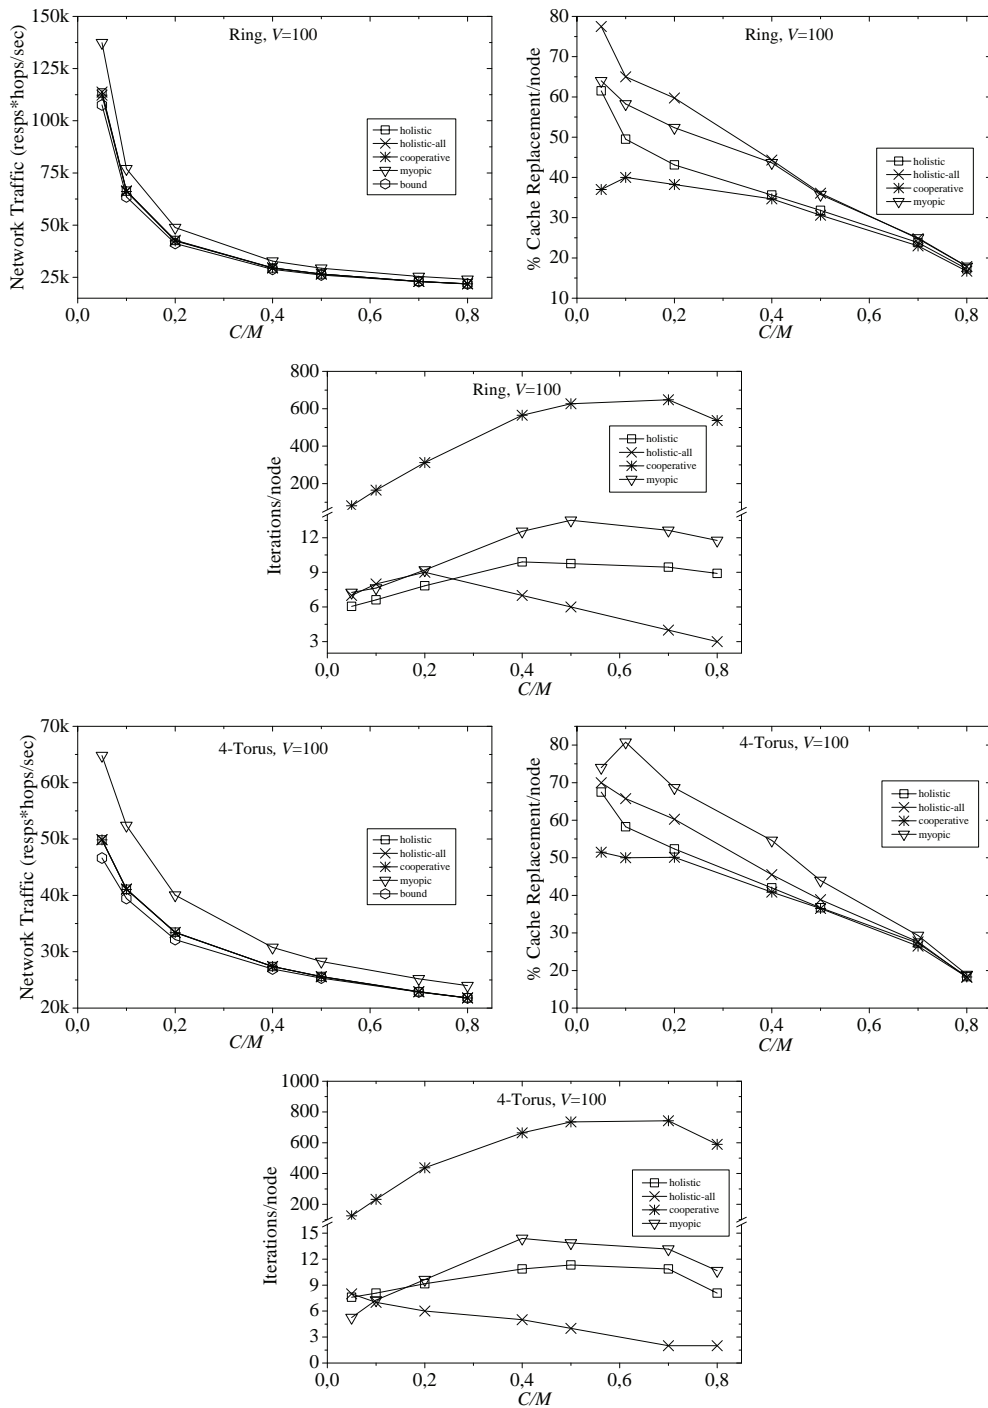 Ring, V=100
Network Traffic (resps*hops/sec)
150k
125k
100k
75k
50k
25k
holistic
holistic-all
cooperative
myopic
bound
0,0 0,2 0,4 0,6 0,8
C/M
Ring, V=100
% Cache Replacement/node
80
70
60
50
40
30
20
10
holistic
holistic-all
cooperative
myopic
0,0 0,2 0,4 0,6 0,8
C/M
Ring, V=100
Iterations/node
800
600
400
200
12
9
6
3
holistic
holistic-all
cooperative
myopic
0,0 0,2 0,4 0,6 0,8
C/M
4-Torus, V=100
Network Traffic (resps*hops/sec)
70k
60k
50k
40k
30k
20k
holistic
holistic-all
cooperative
myopic
bound
0,0 0,2 0,4 0,6 0,8
C/M
4-Torus, V=100
% Cache Replacement/node
80
70
60
50
40
30
20
10
holistic
holistic-all
cooperative
myopic
0,0 0,2 0,4 0,6 0,8
C/M
4-Torus, V=100
Iterations/node
1000
800
600
400
200
15
12
9
6
3
0
holistic
holistic-all
cooperative
myopic
0,0 0,2 0,4 0,6 0,8
C/M